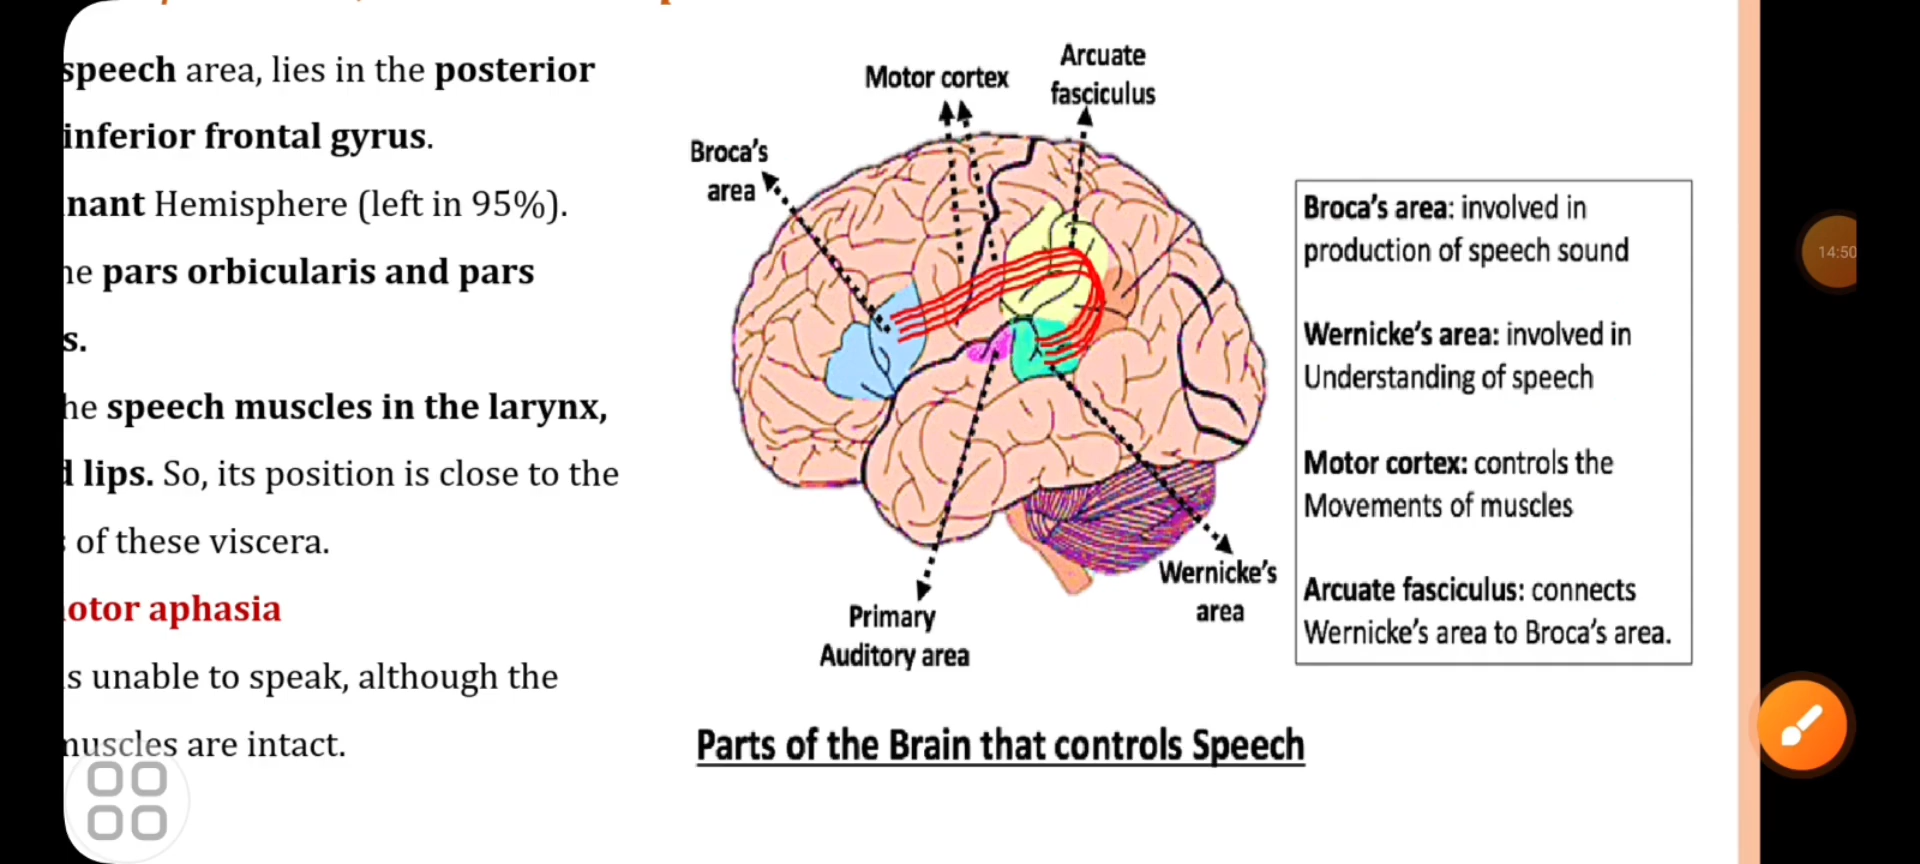 speech area, lies in the posterior
inferior frontal gyrus.
nant Hemisphere (left in 95%).
he pars orbicularis and pars
s.
he speech muscles in the larynx,
d lips. So, its position is close to the
s of these viscera.
otor aphasia
s unable to speak, although the
muscles are intact.
Motor cortex
Arcuate
fasciculus
Broca's
area
Primary
Auditory area
Wernicke's
area
Broca's area: involved in
production of speech sound
Wernicke's area: involved in
Understanding of speech
Motor cortex: controls the
Movements of muscles
Arcuate fasciculus: connects
Wernicke's area to Broca's area.
Parts of the Brain that controls Speech
14:50